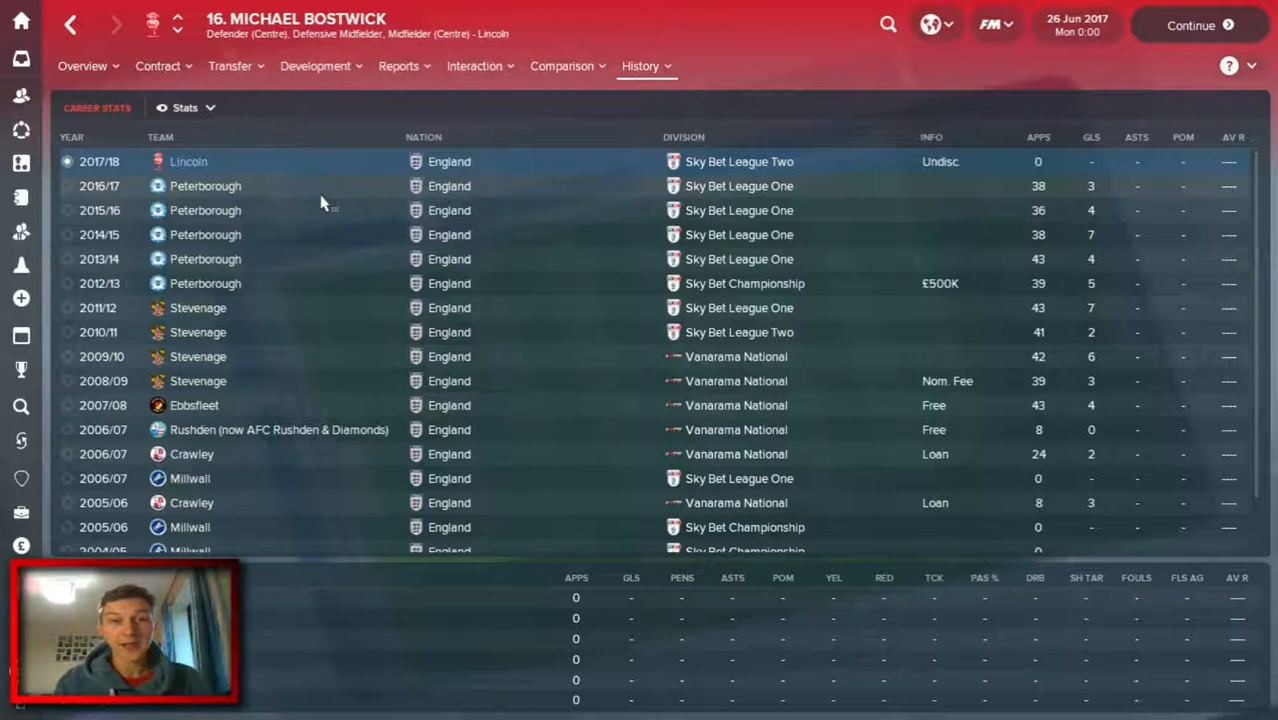 16. MICHAEL BOSTWICK
Defender (Centre), Defensive Midfielder, Midfielder (Centre) - Lincoln
FM
26 Jun 2017
Mon 0:00
Continue
Overview Contract Transfer Development Reports Interaction Comparison History ?
CAREER STATS Stats
YEAR TEAM NATION DIVISION INFO APPS GLS ASTS POM AV R
2017/18 Lincoln England Sky Bet League Two Undisc. 0 - - - ----
2016/17 Peterborough England Sky Bet League One 38 3 - - ----
2015/16 Peterborough England Sky Bet League One 36 4 - - ----
2014/15 Peterborough England Sky Bet League One 38 7 - - ----
2013/14 Peterborough England Sky Bet League One 43 4 - - ----
2012/13 Peterborough England Sky Bet Championship £500K 39 5 - - ----
2011/12 Stevenage England Sky Bet League One 43 7 - - ----
2010/11 Stevenage England Sky Bet League Two 41 2 - - ----
2009/10 Stevenage England Vanarama National 42 6 - - ----
2008/09 Stevenage England Vanarama National Nom. Fee 39 3 - - ----
2007/08 Ebbsfleet England Vanarama National Free 43 4 - - ----
2006/07 Rushden (now AFC Rushden & Diamonds) England Vanarama National Free 8 0 - - ----
2006/07 Crawley England Vanarama National Loan 24 2 - - ----
2006/07 Millwall England Sky Bet League One 0 - - - ----
2005/06 Crawley England Vanarama National Loan 8 3 - - ----
2005/06 Millwall England Sky Bet Championship 0 - - - ----
2004/05 Millwall England Sky Bet Championship 0 - - - ----
APPS GLS PENS ASTS POM YEL RED TCK PAS % DRB SH TAR FOULS FLS AG AV R
0 - - - - - - - - - - - - ----
0 - - - - - - - - - - - - ----
0 - - - - - - - - - - - - ----
0 - - - - - - - - - - - - ----
0 - - - - - - - - - - - - ----
0 - - - - - - - - - - - - ----